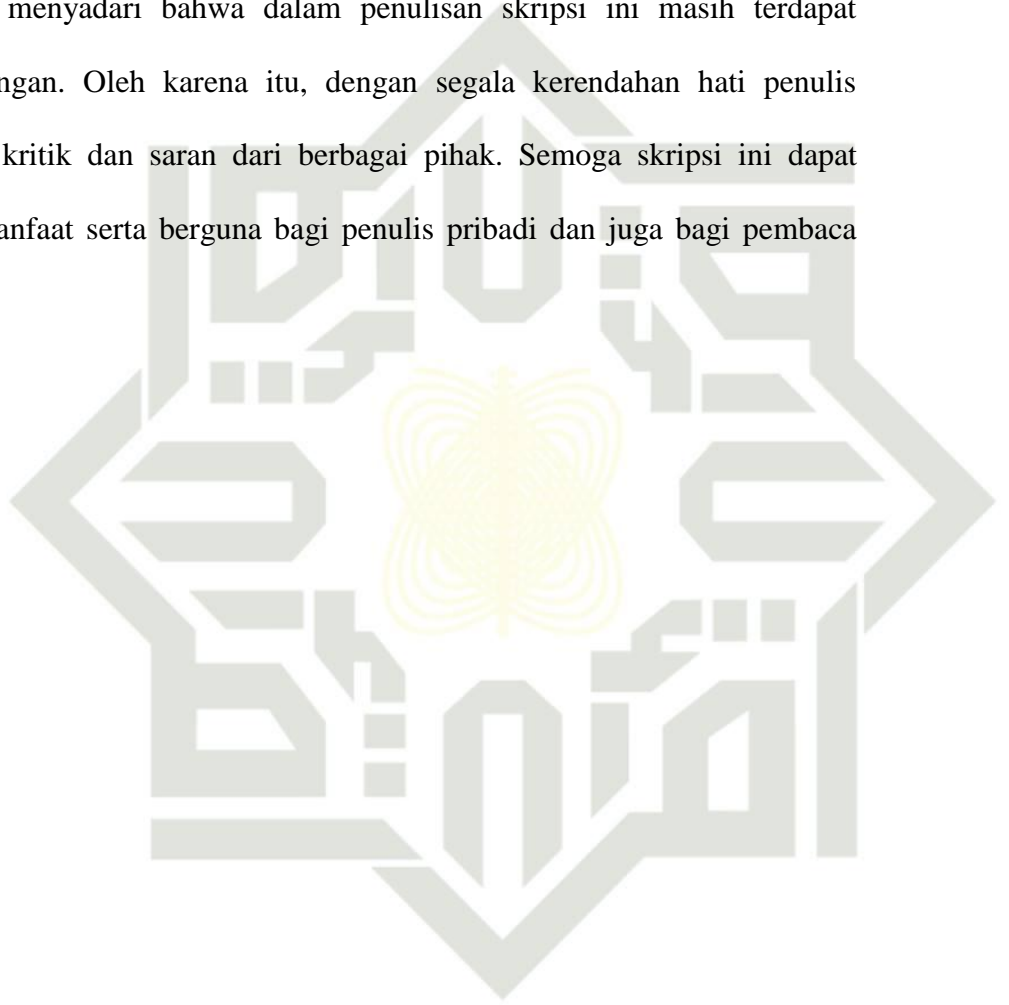 menyadari bahwa dalam penulisan skripsi ini masih terdapat
ngan. Oleh karena itu, dengan segala kerendahan hati penulis
kritik dan saran dari berbagai pihak. Semoga skripsi ini dapat
anfaat serta berguna bagi penulis pribadi dan juga bagi pembaca